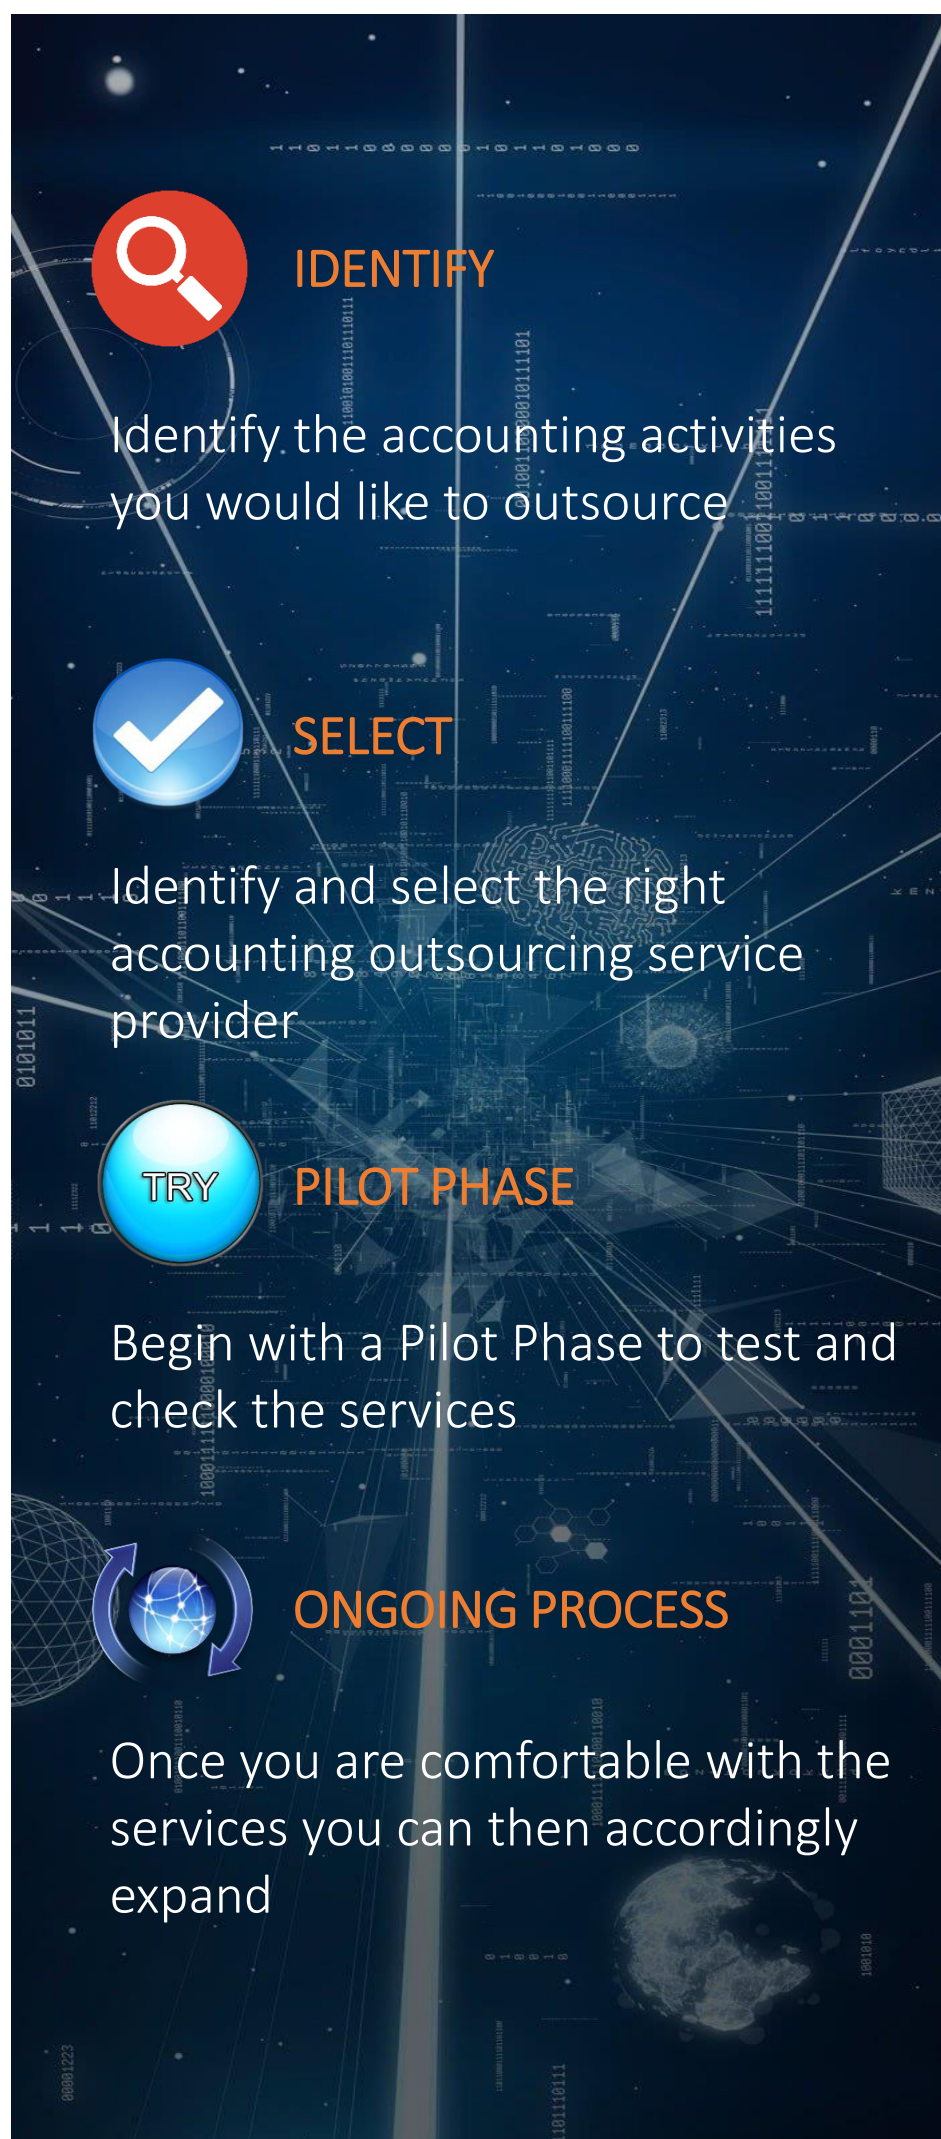 IDENTIFY
Identify the accounting activities
you would like to outsource
SELECT
Identify and select the right
accounting outsourcing service
provider
TRY
PILOT PHASE
Begin with a Pilot Phase to test and
check the services
ONGOING PROCESS
Once you are comfortable with the
services you can then accordingly
expand